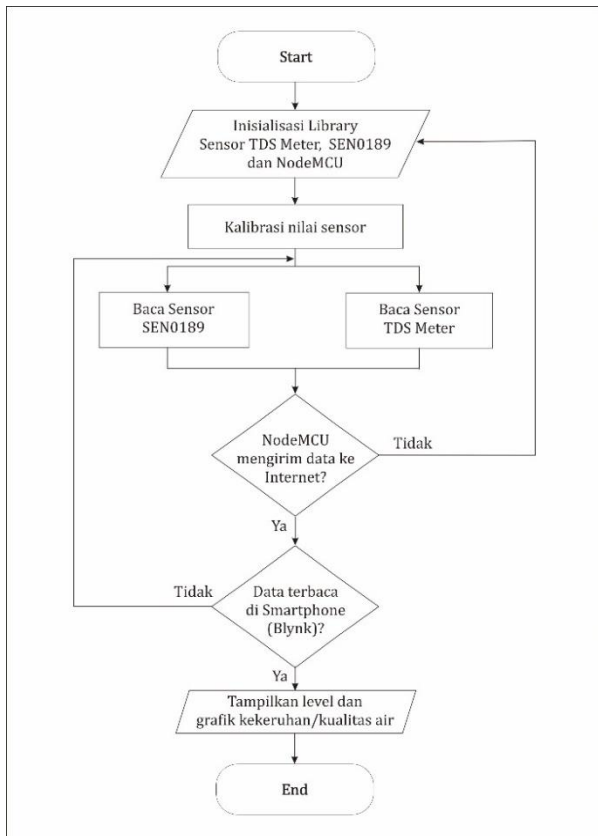 Start
Inisialisasi Library
Sensor TDS Meter, SEN0189
dan NodeMCU
Kalibrasi nilai sensor
Baca Sensor
SEN0189
Baca Sensor
TDS Meter
NodeMCU
mengirim data ke
Internet?
Tidak
Ya
Tidak
Data terbaca
di Smartphone
(Blynk)?
Ya
Tampilkan level dan
grafik kekeruhan/kualitas air
End